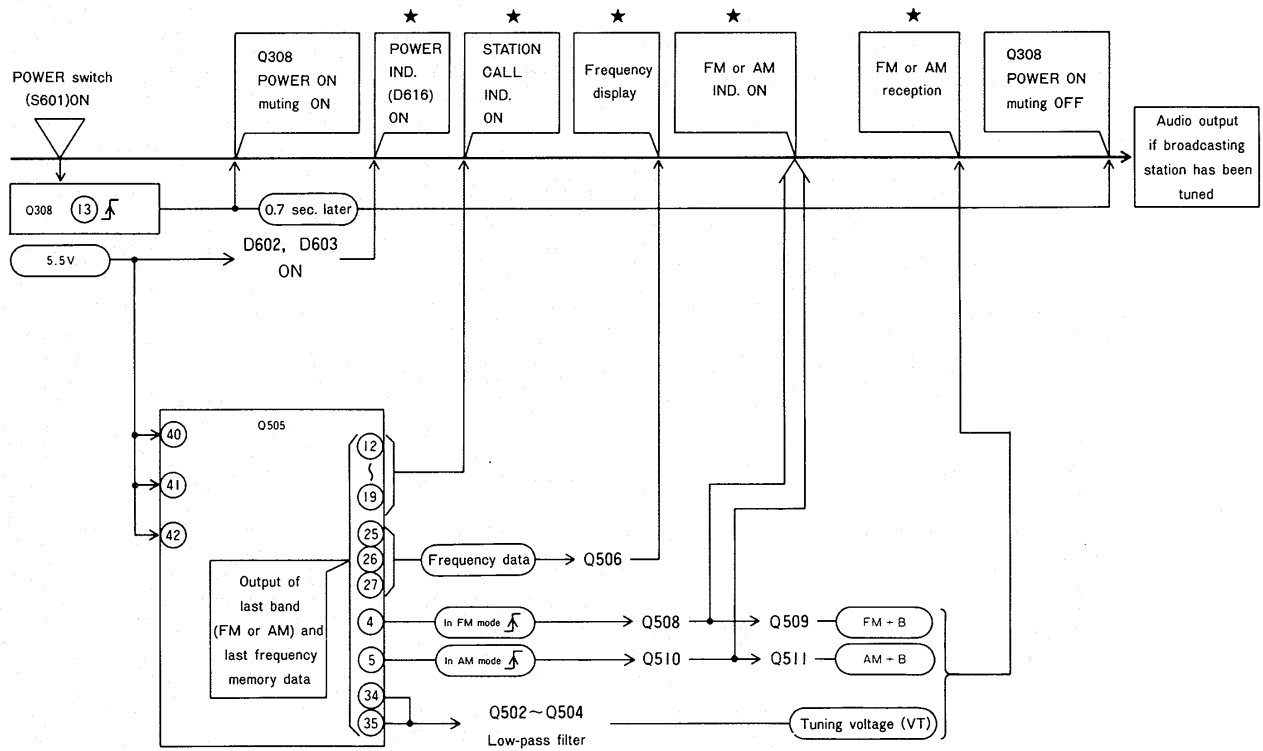 ★
★
★
★
★
POWER switch
(S601)ON
Q308
POWER ON
muting ON
POWER
IND.
(D616)
ON
STATION
CALL
IND.
ON
Frequency
display
FM or AM
IND. ON
FM or AM
reception
Q308
POWER ON
muting OFF
Audio output
if broadcasting
station has been
tuned
Q308
13
0.7 sec. later
5.5V
D602, D603
ON
Q505
40
41
42
12
~
19
25
26
27
4
5
34
35
Output of
last band
(FM or AM) and
last frequency
memory data
Frequency data
Q506
In FM mode
Q508
Q509
FM + B
In AM mode
Q510
Q511
AM + B
Q502~Q504
Low-pass filter
Tuning voltage (VT)